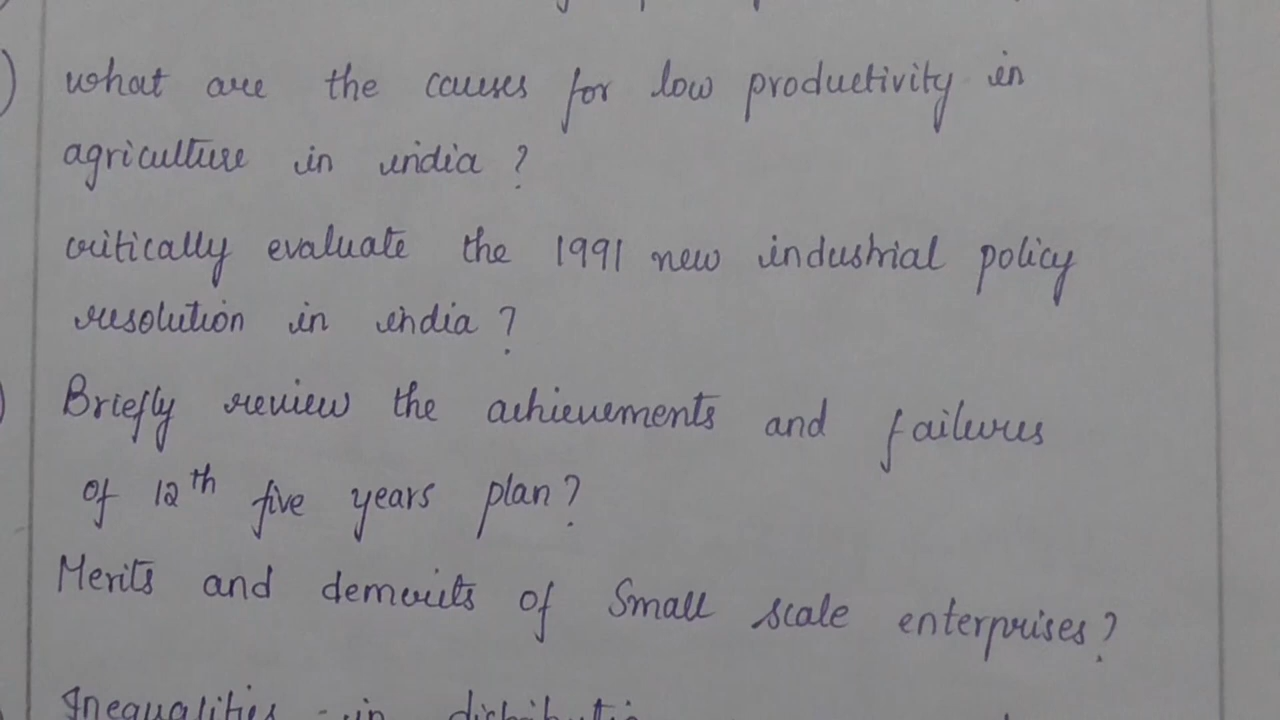 what are the causes for low productivity in
agriculture in india ?
critically evaluate the 1991 new industrial policy
resolution in india ?
Briefly review the achievements and failures
of 12th five years plan?
Merits and demerits of Small scale enterprises?
Inequalities in